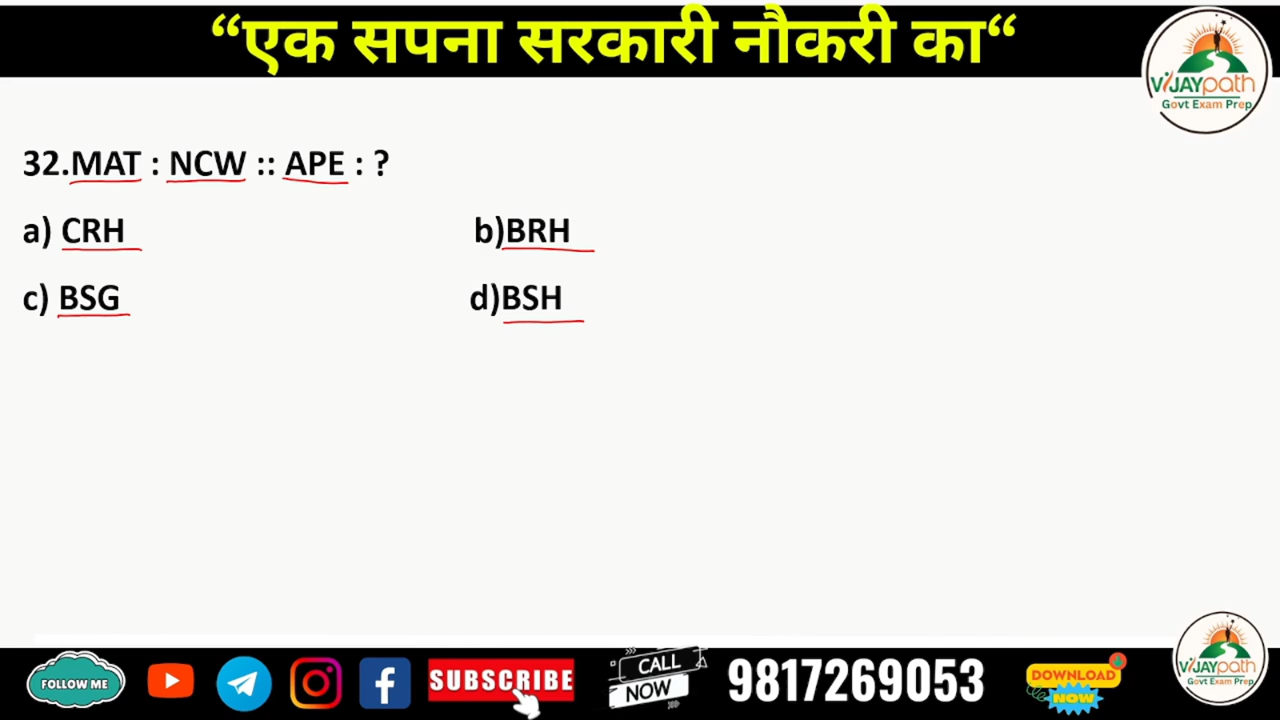 “एक सपना सरकारी नौकरी का“
VIJAYpath
Govt Exam Prep
32.MAT : NCW :: APE : ?
a) CRH b)BRH
c) BSG d)BSH
VIJAYpath
Govt Exam Prep
FOLLOW ME SUBSCRIBE CALL NOW 9817269053 DOWNLOAD NOW